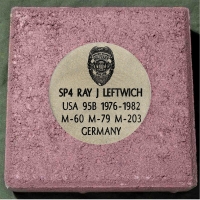 SP4 RAY J LEFTWICH
USA 95B 1976-1982
M-60 M-79 M-203
GERMANY